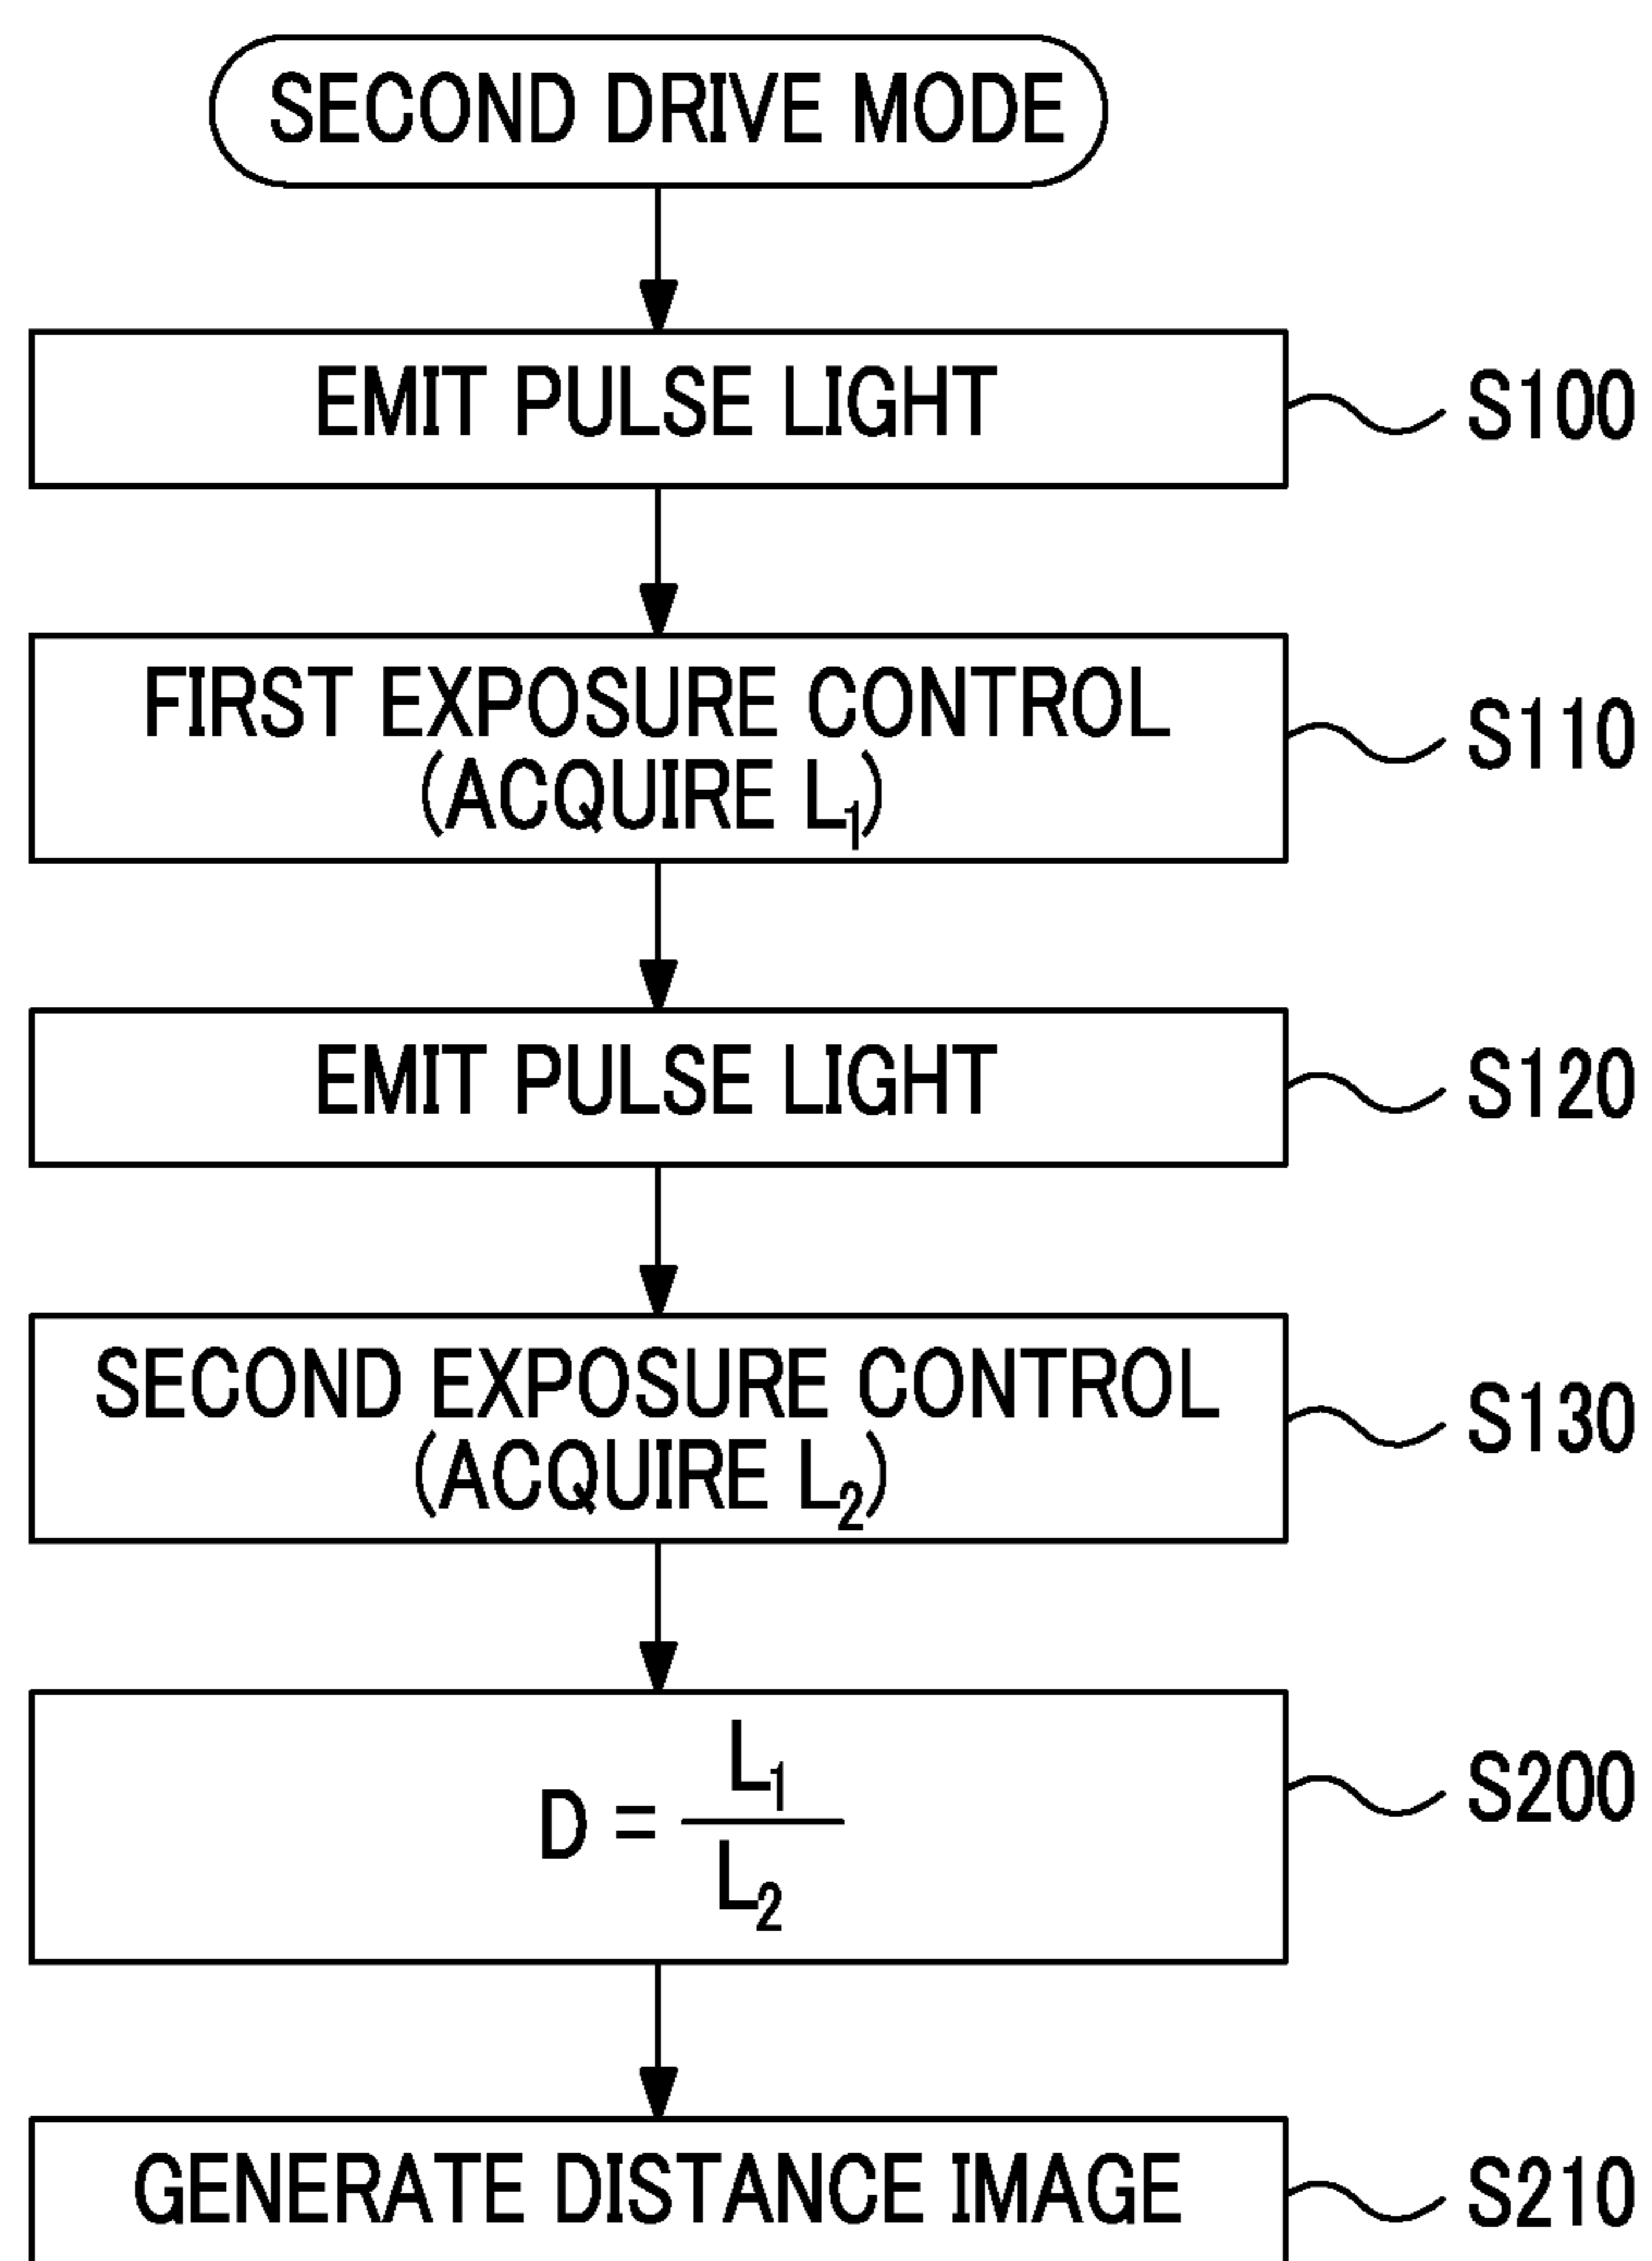 SECOND DRIVE MODE
EMIT PULSE LIGHT
S100
FIRST EXPOSURE CONTROL
(ACQUIRE L₁)
S110
EMIT PULSE LIGHT
S120
SECOND EXPOSURE CONTROL
(ACQUIRE L₂)
S130
D = L₁ / L₂
S200
GENERATE DISTANCE IMAGE
S210